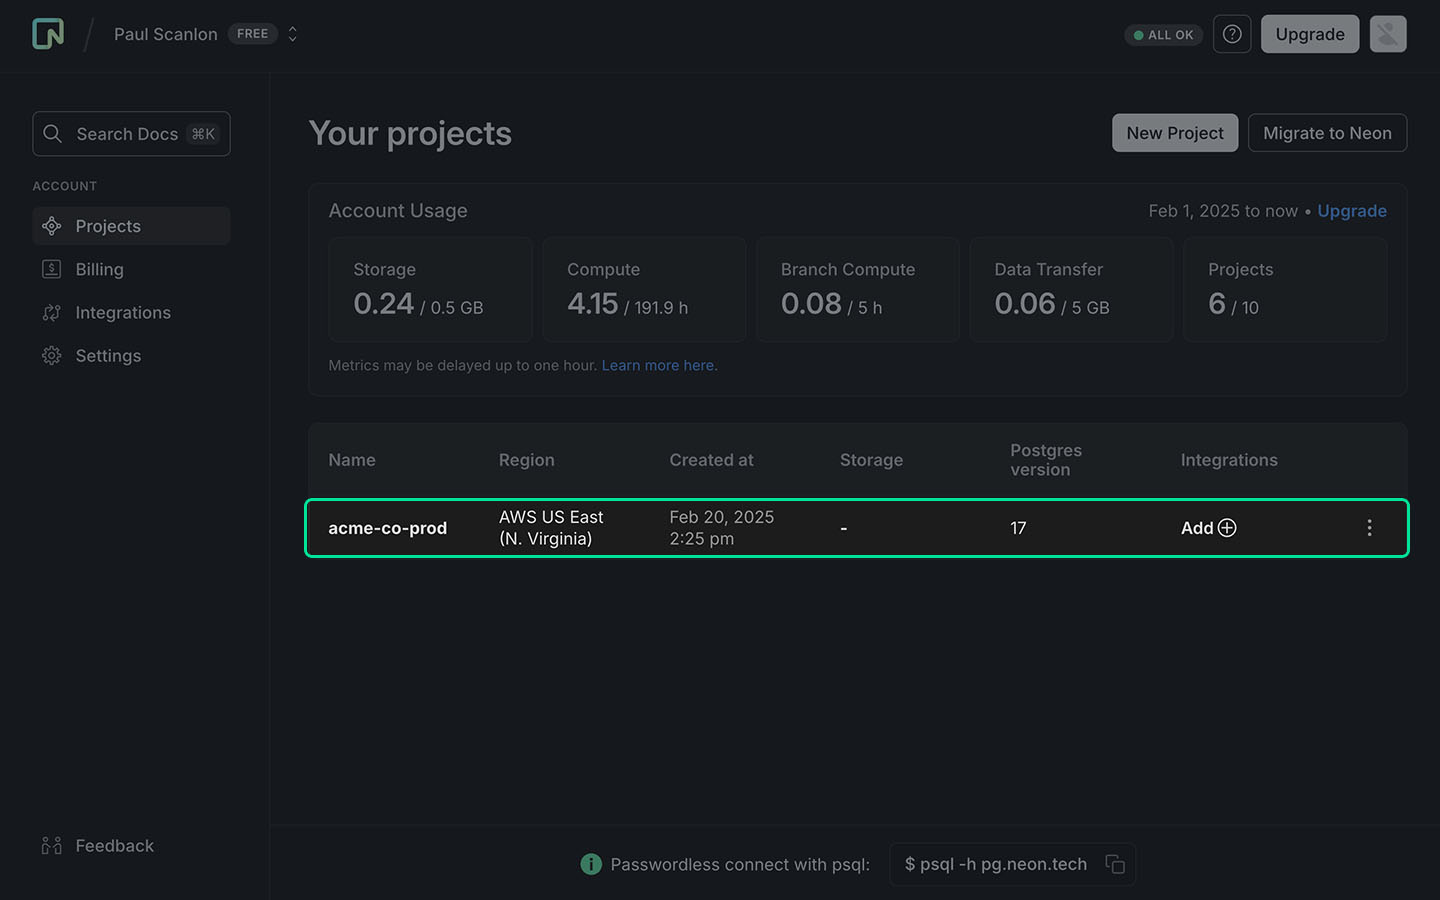 Paul Scanlon FREE
ALL OK
Upgrade
Search Docs ⌘K
ACCOUNT
Projects
Billing
Integrations
Settings
Feedback
Your projects
New Project
Migrate to Neon
Account Usage
Feb 1, 2025 to now • Upgrade
Storage
0.24 / 0.5 GB
Compute
4.15 / 191.9 h
Branch Compute
0.08 / 5 h
Data Transfer
0.06 / 5 GB
Projects
6 / 10
Metrics may be delayed up to one hour. Learn more here.
Name
Region
Created at
Storage
Postgres
version
Integrations
acme-co-prod
AWS US East
(N. Virginia)
Feb 20, 2025
2:25 pm
-
17
Add
Passwordless connect with psql:
$ psql -h pg.neon.tech